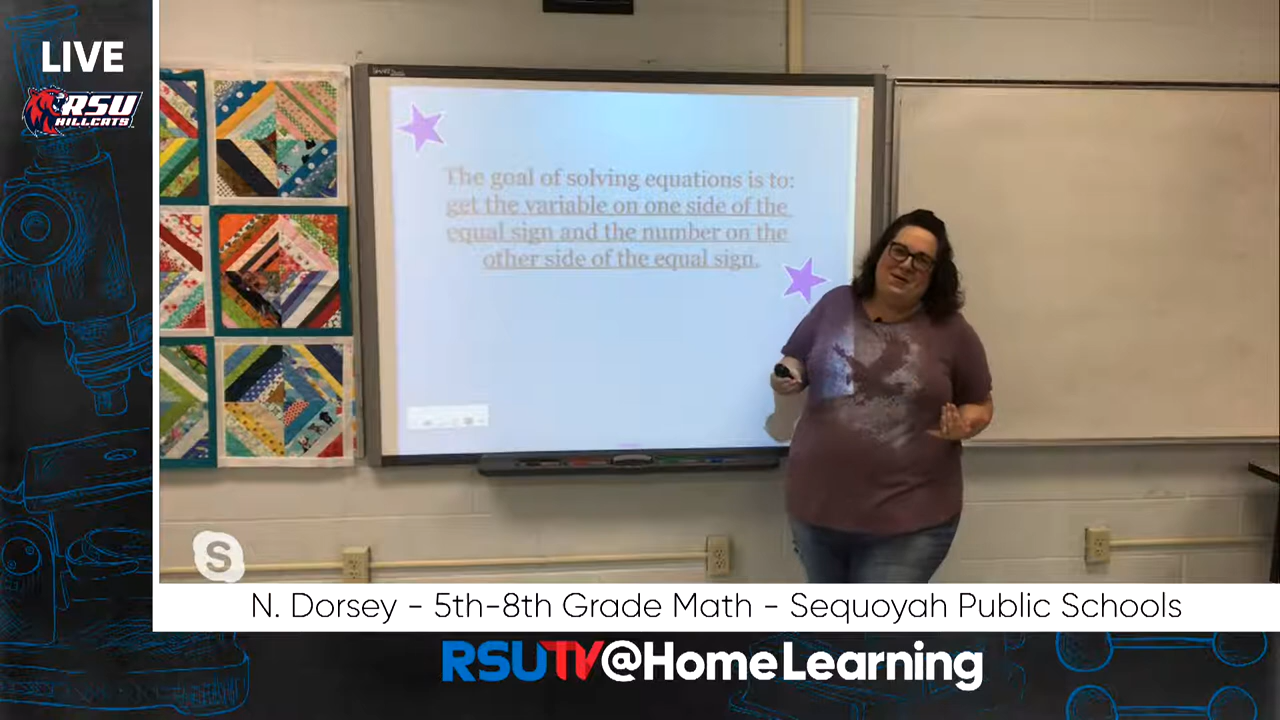 LIVE
RSU
HILLCATS
The goal of solving equations is to:
get the variable on one side of the
equal sign and the number on the
other side of the equal sign.
S
N. Dorsey - 5th-8th Grade Math - Sequoyah Public Schools
RSUTV@HomeLearning